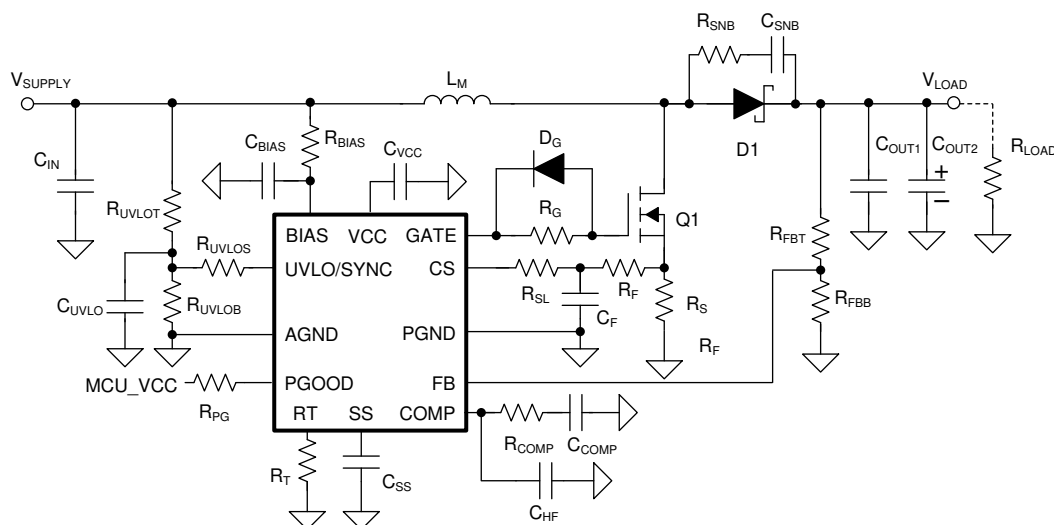 RSNB
CSNB
VSUPPLY
LM
VLOAD
CIN
CBIAS
RBIAS
CVCC
DG
D1
COUT1
COUT2
RLOAD
+
−
RUVLOT
RG
Q1
BIAS
VCC
GATE
RUVLOS
UVLO/SYNC
CS
RFBT
RSL
RF
CUVLO
RUVLOB
CF
RS
RFBB
AGND
PGND
RF
MCU_VCC
PGOOD
FB
RPG
RT
SS
COMP
RCOMP
CCOMP
RT
CSS
CHF